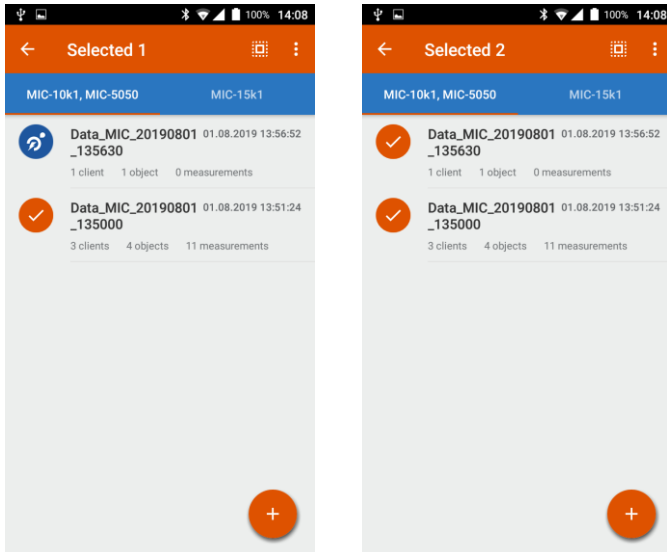 100% 14:08
Selected 1
MIC-10k1, MIC-5050 MIC-15k1
Data_MIC_20190801 01.08.2019 13:56:52
_135630
1 client 1 object 0 measurements
Data_MIC_20190801 01.08.2019 13:51:24
_135000
3 clients 4 objects 11 measurements
100% 14:08
Selected 2
MIC-10k1, MIC-5050 MIC-15k1
Data_MIC_20190801 01.08.2019 13:56:52
_135630
1 client 1 object 0 measurements
Data_MIC_20190801 01.08.2019 13:51:24
_135000
3 clients 4 objects 11 measurements